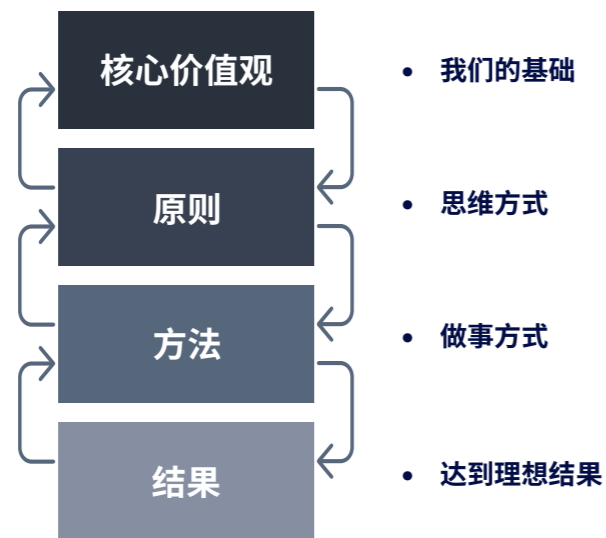 核心价值观
• 我们的基础
原则
• 思维方式
方法
• 做事方式
结果
• 达到理想结果